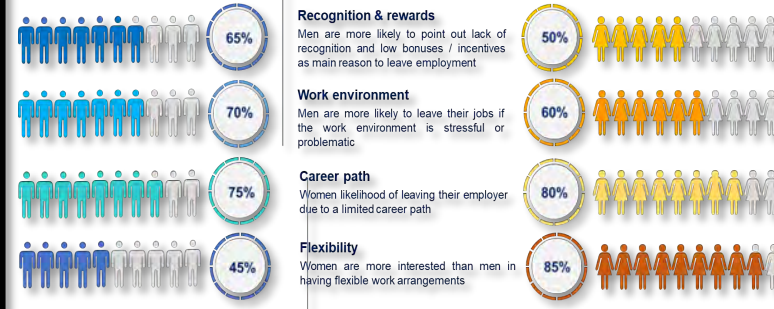 65%
Recognition & rewards
Men are more likely to point out lack of
recognition and low bonuses / incentives
as main reason to leave employment
50%
70%
Work environment
Men are more likely to leave their jobs if
the work environment is stressful or
problematic
60%
75%
Career path
Women likelihood of leaving their employer
due to a limited career path
80%
45%
Flexibility
Women are more interested than men in
having flexible work arrangements
85%